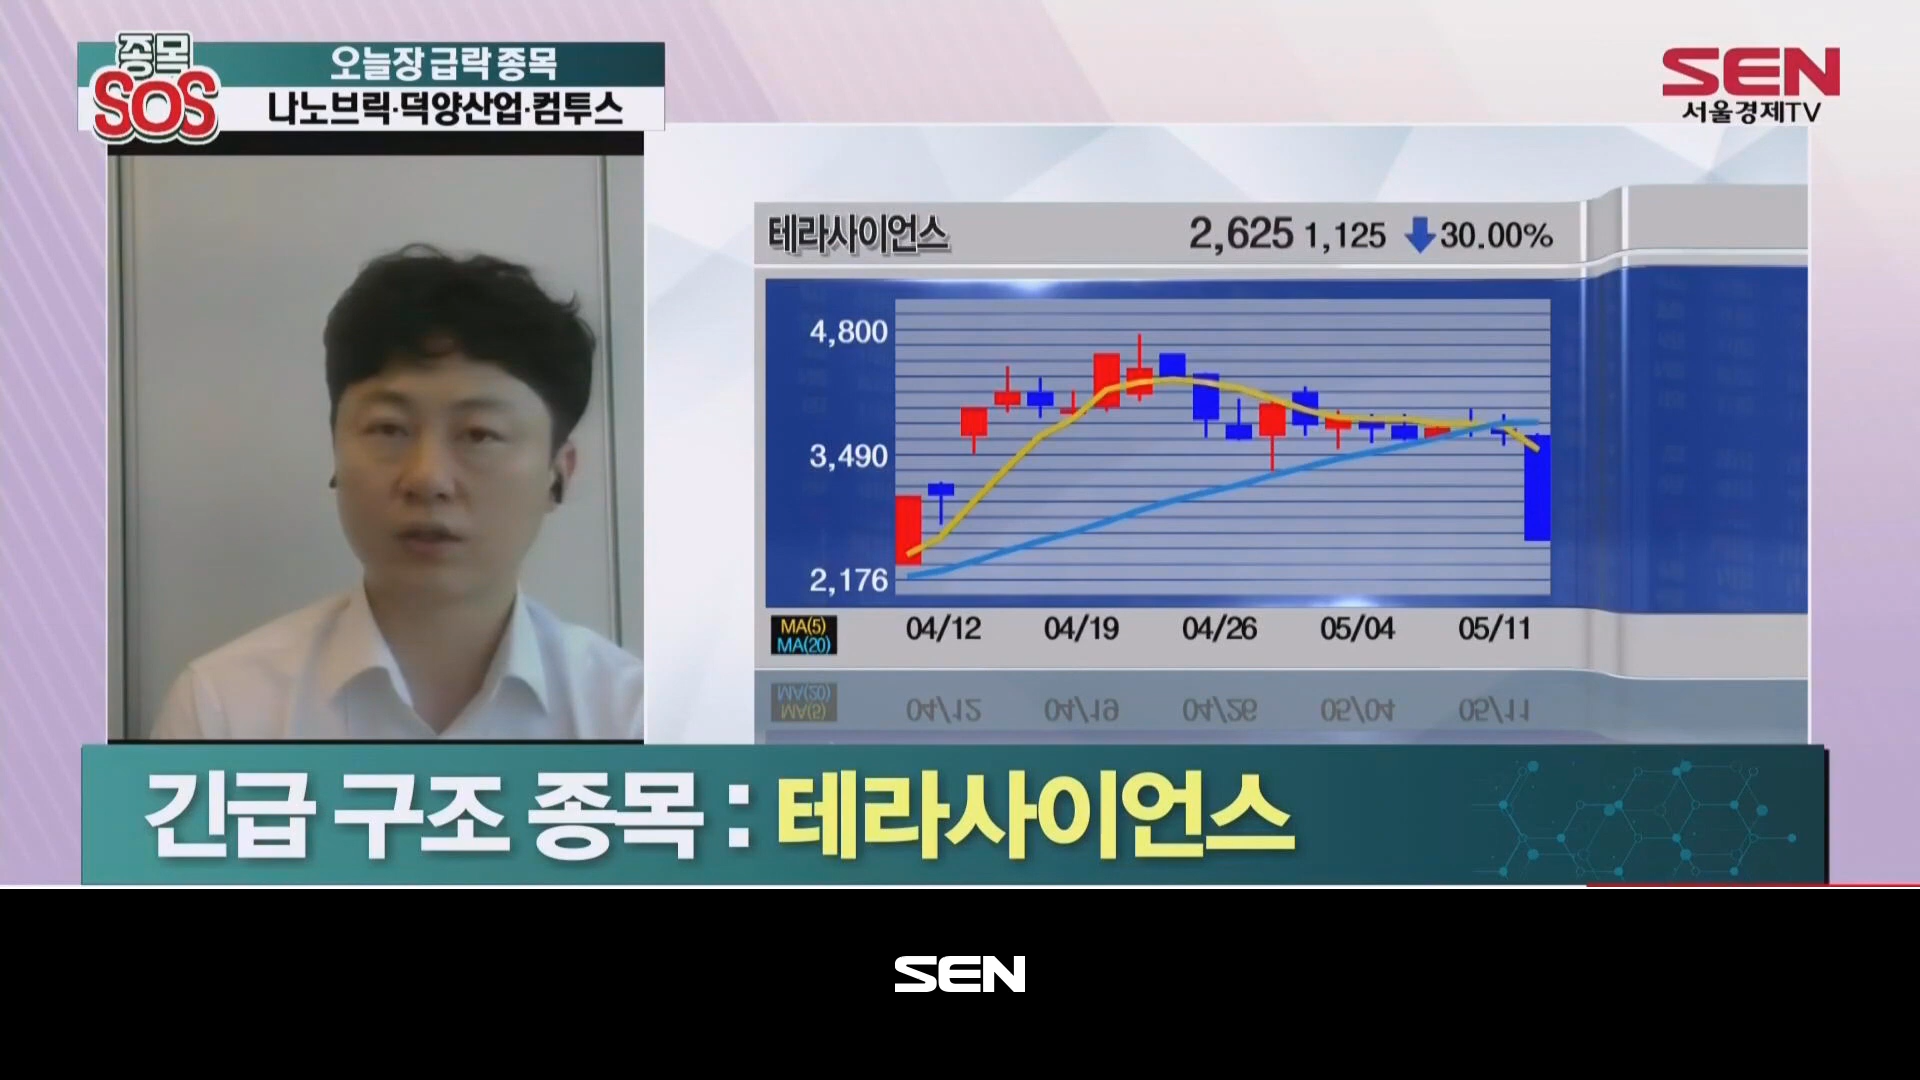 종목
SOS
오늘장 급락 종목
나노브릭·덕양산업·컴투스
SEN
서울경제TV
테라사이언스 2,625 1,125 30.00%
4,800
3,490
2,176
MA(5)
MA(20)
04/12 04/19 04/26 05/04 05/11
긴급 구조 종목 : 테라사이언스
SEN